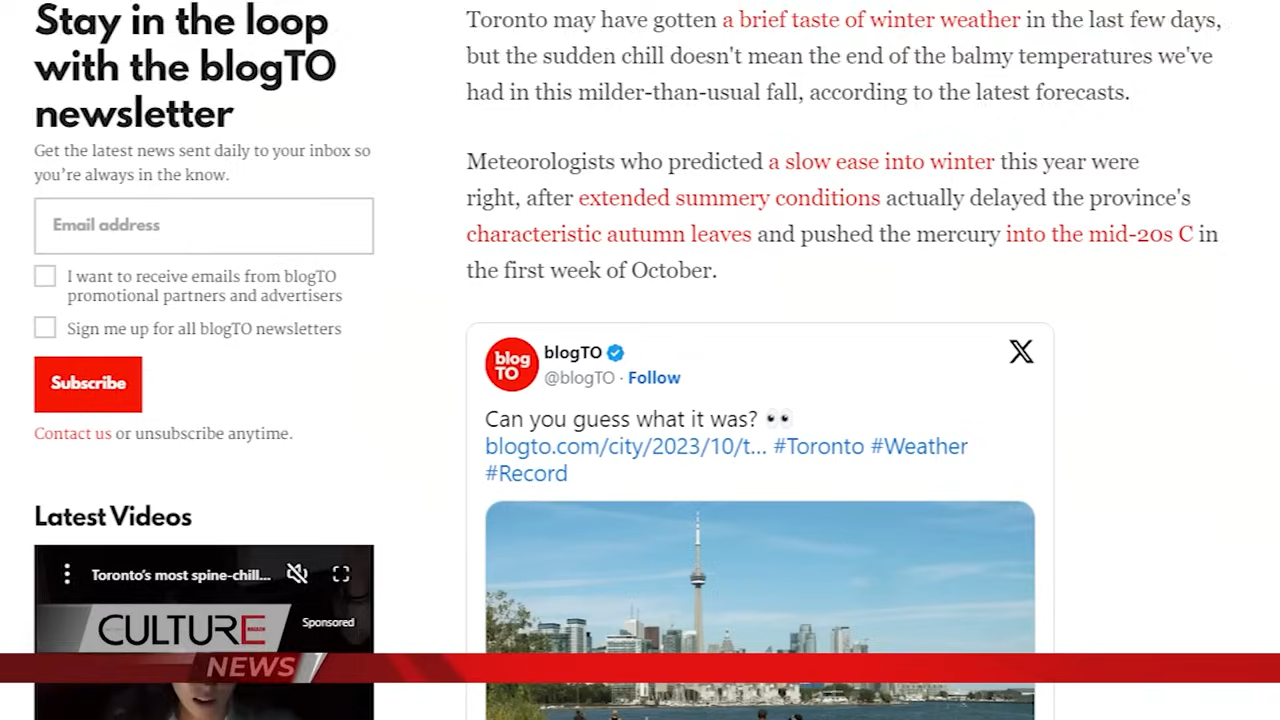 Stay in the loop
with the blogTO
newsletter
Get the latest news sent daily to your inbox so
you're always in the know.
Email address
I want to receive emails from blogTO
promotional partners and advertisers
Sign me up for all blogTO newsletters
Subscribe
Contact us or unsubscribe anytime.
Latest Videos
Toronto's most spine-chill...
Sponsored
CULTURE
NEWS
Toronto may have gotten a brief taste of winter weather in the last few days,
but the sudden chill doesn't mean the end of the balmy temperatures we've
had in this milder-than-usual fall, according to the latest forecasts.
Meteorologists who predicted a slow ease into winter this year were
right, after extended summery conditions actually delayed the province's
characteristic autumn leaves and pushed the mercury into the mid-20s C in
the first week of October.
blog
TO
blogTO
@blogTO · Follow
Can you guess what it was? 👀
blogto.com/city/2023/10/t... #Toronto #Weather
#Record